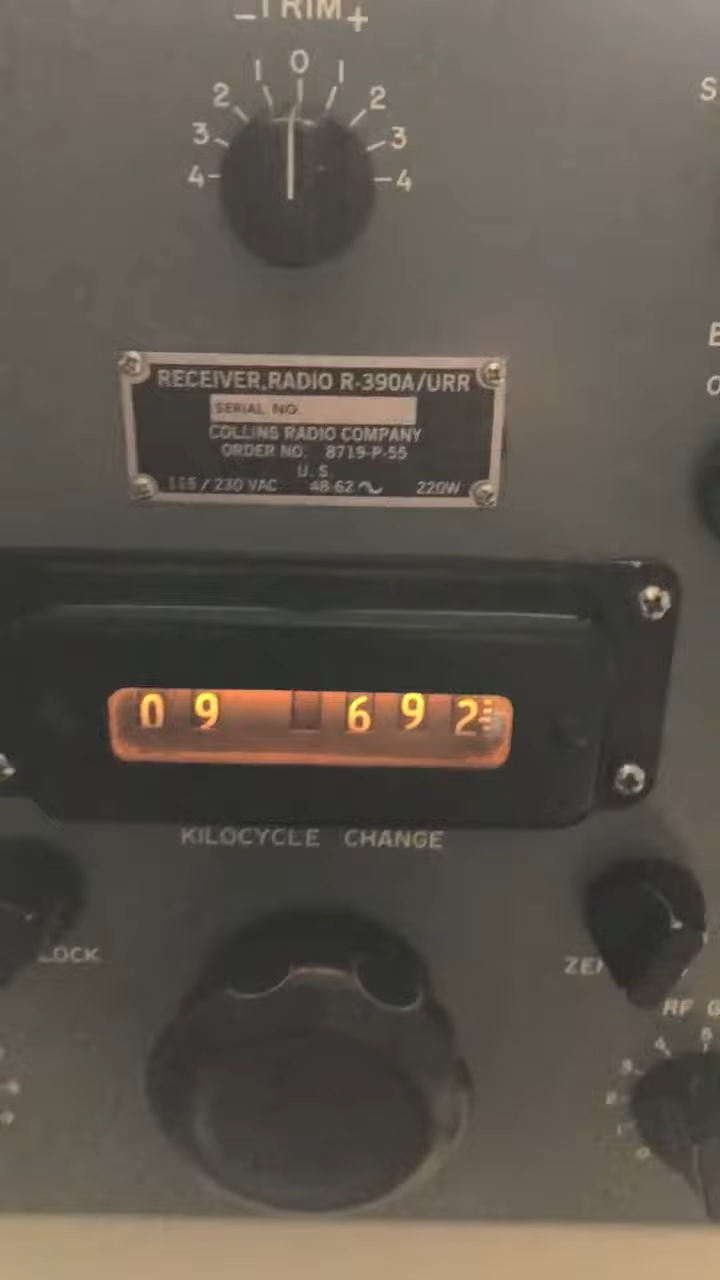 – TRIM +
4 3 2 1 0 1 2 3 4
RECEIVER, RADIO R-390A/URR
SERIAL NO.
COLLINS RADIO COMPANY
ORDER NO. 8719-P-55
U. S.
115 / 230 VAC 48-62 ~ 220W
09 692
KILOCYCLE CHANGE
LOCK
RF